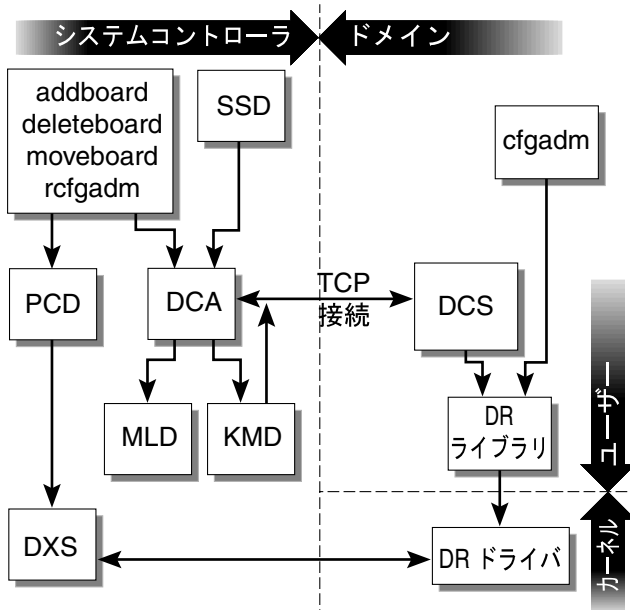 システムコントローラ
ドメイン
addboard
deleteboard
moveboard
rcfgadm
SSD
cfgadm
PCD
DCA
TCP
接続
DCS
MLD
KMD
DR
ライブラリ
ユーザー
DXS
DR ドライバ
カーネル